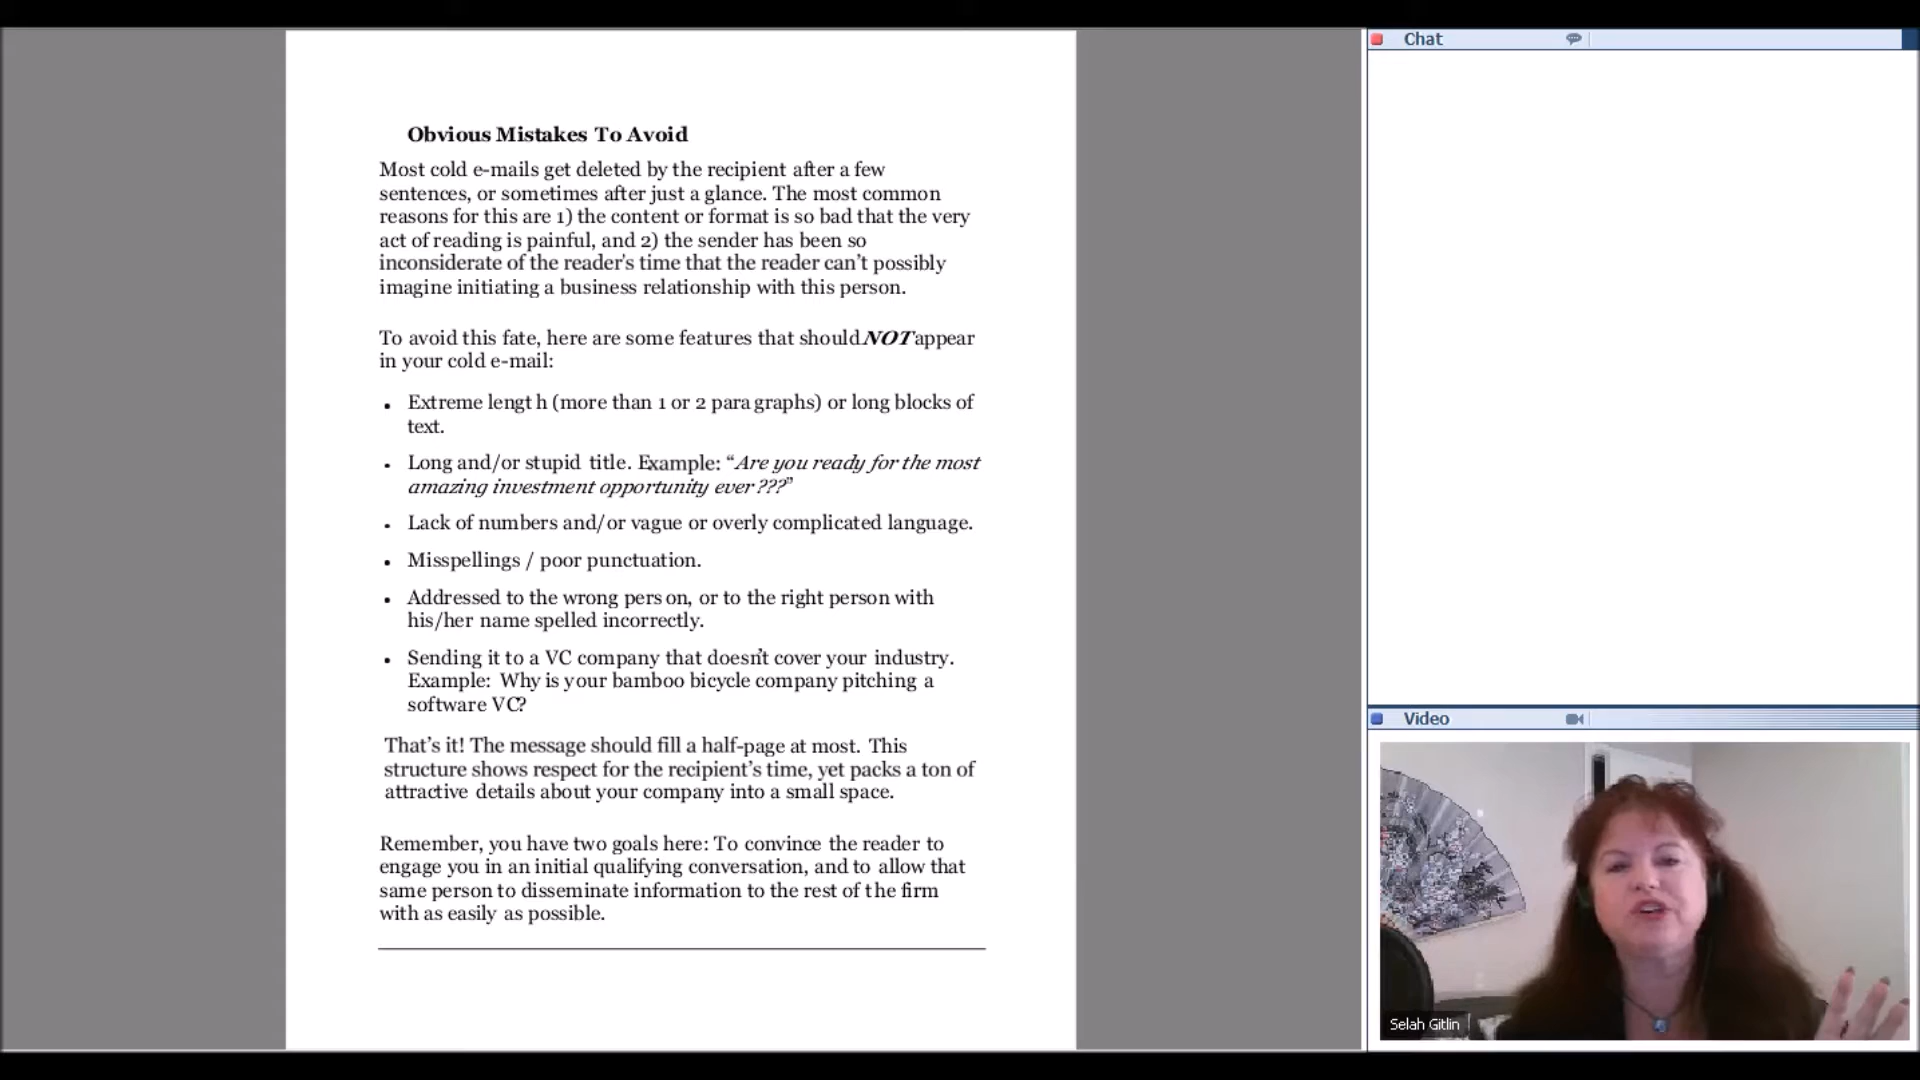 Obvious Mistakes To Avoid
Most cold e-mails get deleted by the recipient after a few
sentences, or sometimes after just a glance. The most common
reasons for this are 1) the content or format is so bad that the very
act of reading is painful, and 2) the sender has been so
inconsiderate of the reader's time that the reader can't possibly
imagine initiating a business relationship with this person.
To avoid this fate, here are some features that should NOT appear
in your cold e-mail:
• Extreme length (more than 1 or 2 paragraphs) or long blocks of
text.
• Long and/or stupid title. Example: “Are you ready for the most
amazing investment opportunity ever???”
• Lack of numbers and/or vague or overly complicated language.
• Misspellings / poor punctuation.
• Addressed to the wrong person, or to the right person with
his/her name spelled incorrectly.
• Sending it to a VC company that doesn't cover your industry.
Example: Why is your bamboo bicycle company pitching a
software VC?
That's it! The message should fill a half-page at most. This
structure shows respect for the recipient's time, yet packs a ton of
attractive details about your company into a small space.
Remember, you have two goals here: To convince the reader to
engage you in an initial qualifying conversation, and to allow that
same person to disseminate information to the rest of the firm
with as easily as possible.
Chat
Video
Selah Gitlin